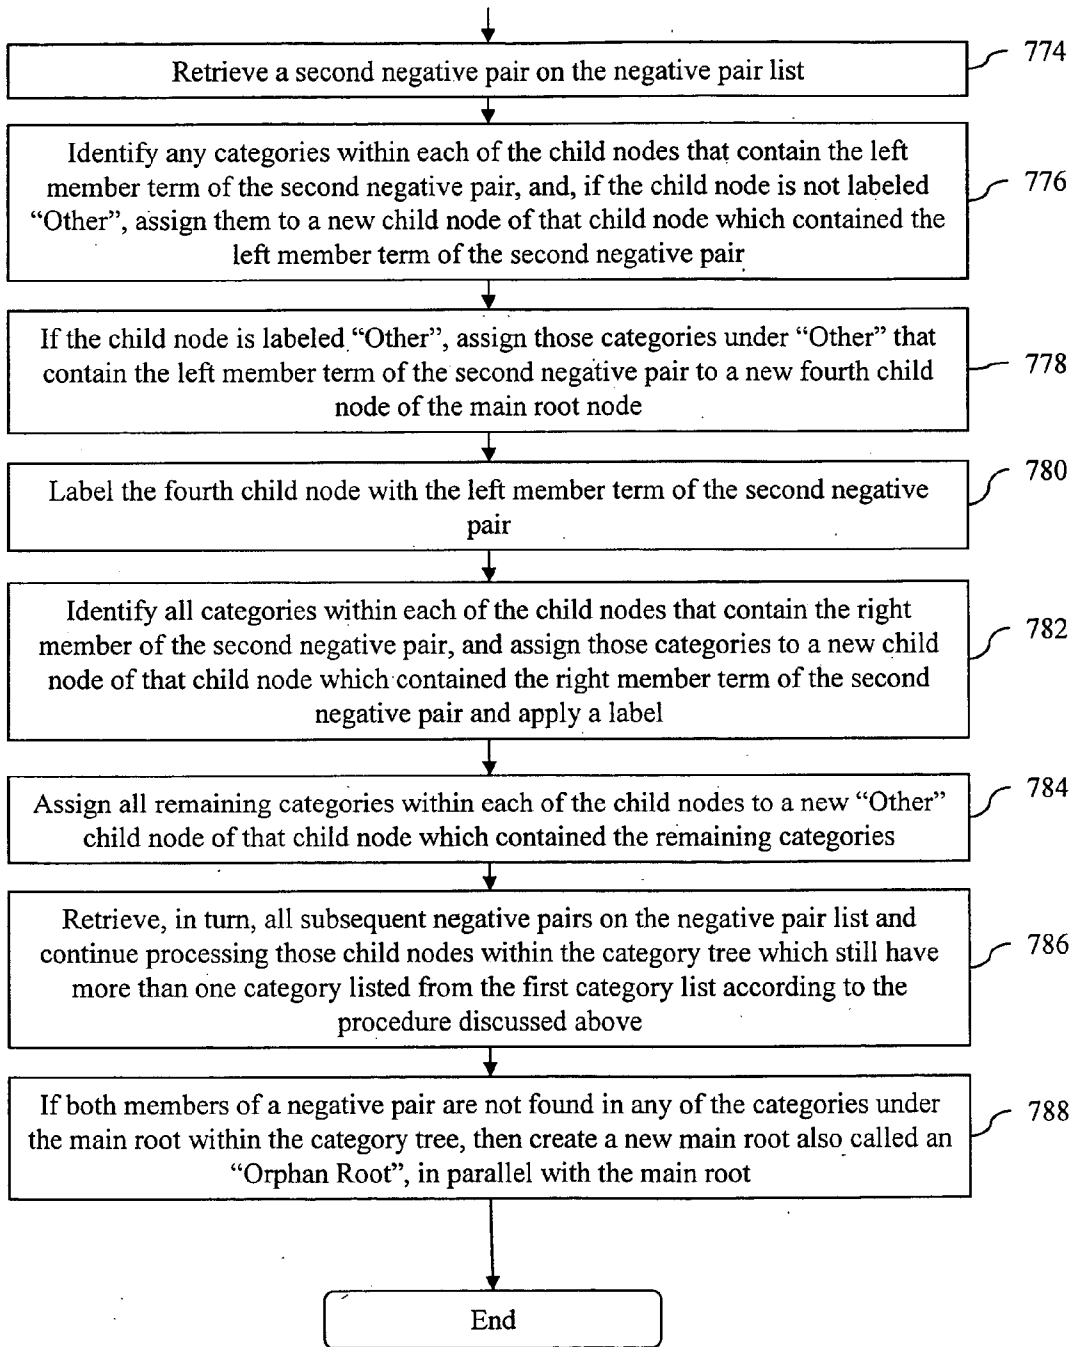 Retrieve a second negative pair on the negative pair list
774
Identify any categories within each of the child nodes that contain the left
member term of the second negative pair, and, if the child node is not labeled
“Other”, assign them to a new child node of that child node which contained the
left member term of the second negative pair
776
If the child node is labeled “Other”, assign those categories under “Other” that
contain the left member term of the second negative pair to a new fourth child
node of the main root node
778
Label the fourth child node with the left member term of the second negative
pair
780
Identify all categories within each of the child nodes that contain the right
member of the second negative pair, and assign those categories to a new child
node of that child node which contained the right member term of the second
negative pair and apply a label
782
Assign all remaining categories within each of the child nodes to a new “Other”
child node of that child node which contained the remaining categories
784
Retrieve, in turn, all subsequent negative pairs on the negative pair list and
continue processing those child nodes within the category tree which still have
more than one category listed from the first category list according to the
procedure discussed above
786
If both members of a negative pair are not found in any of the categories under
the main root within the category tree, then create a new main root also called an
“Orphan Root”, in parallel with the main root
788
End